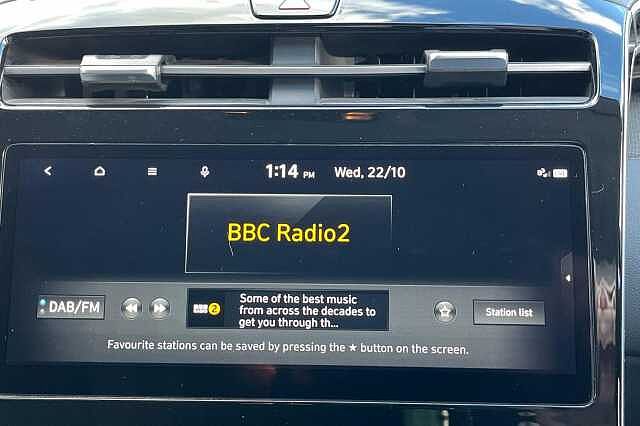 1:14 PM Wed, 22/10
BBC Radio2
DAB/FM
BBC 2
Some of the best music
from across the decades to
get you through th...
Station list
Favourite stations can be saved by pressing the ★ button on the screen.